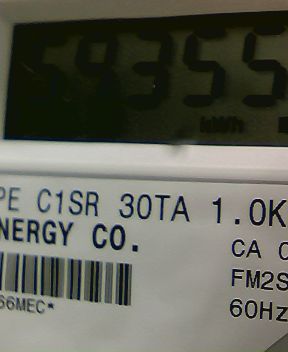 59355
kWh
PE C1SR 30TA 1.0K
NERGY CO.
CA
FM2S
66MEC*
60Hz